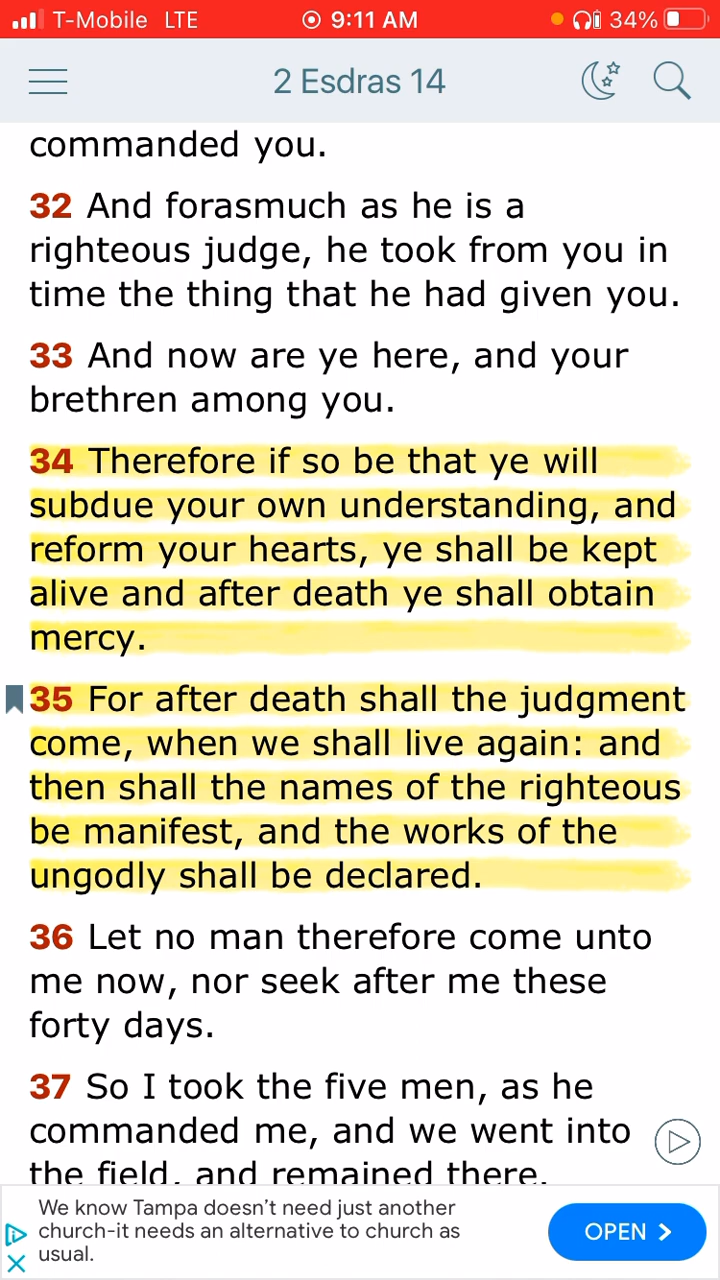 T-Mobile LTE 9:11 AM 34%
2 Esdras 14
commanded you.
32 And forasmuch as he is a
righteous judge, he took from you in
time the thing that he had given you.
33 And now are ye here, and your
brethren among you.
34 Therefore if so be that ye will
subdue your own understanding, and
reform your hearts, ye shall be kept
alive and after death ye shall obtain
mercy.
35 For after death shall the judgment
come, when we shall live again: and
then shall the names of the righteous
be manifest, and the works of the
ungodly shall be declared.
36 Let no man therefore come unto
me now, nor seek after me these
forty days.
37 So I took the five men, as he
commanded me, and we went into
the field, and remained there.
We know Tampa doesn't need just another
church-it needs an alternative to church as
usual.
OPEN